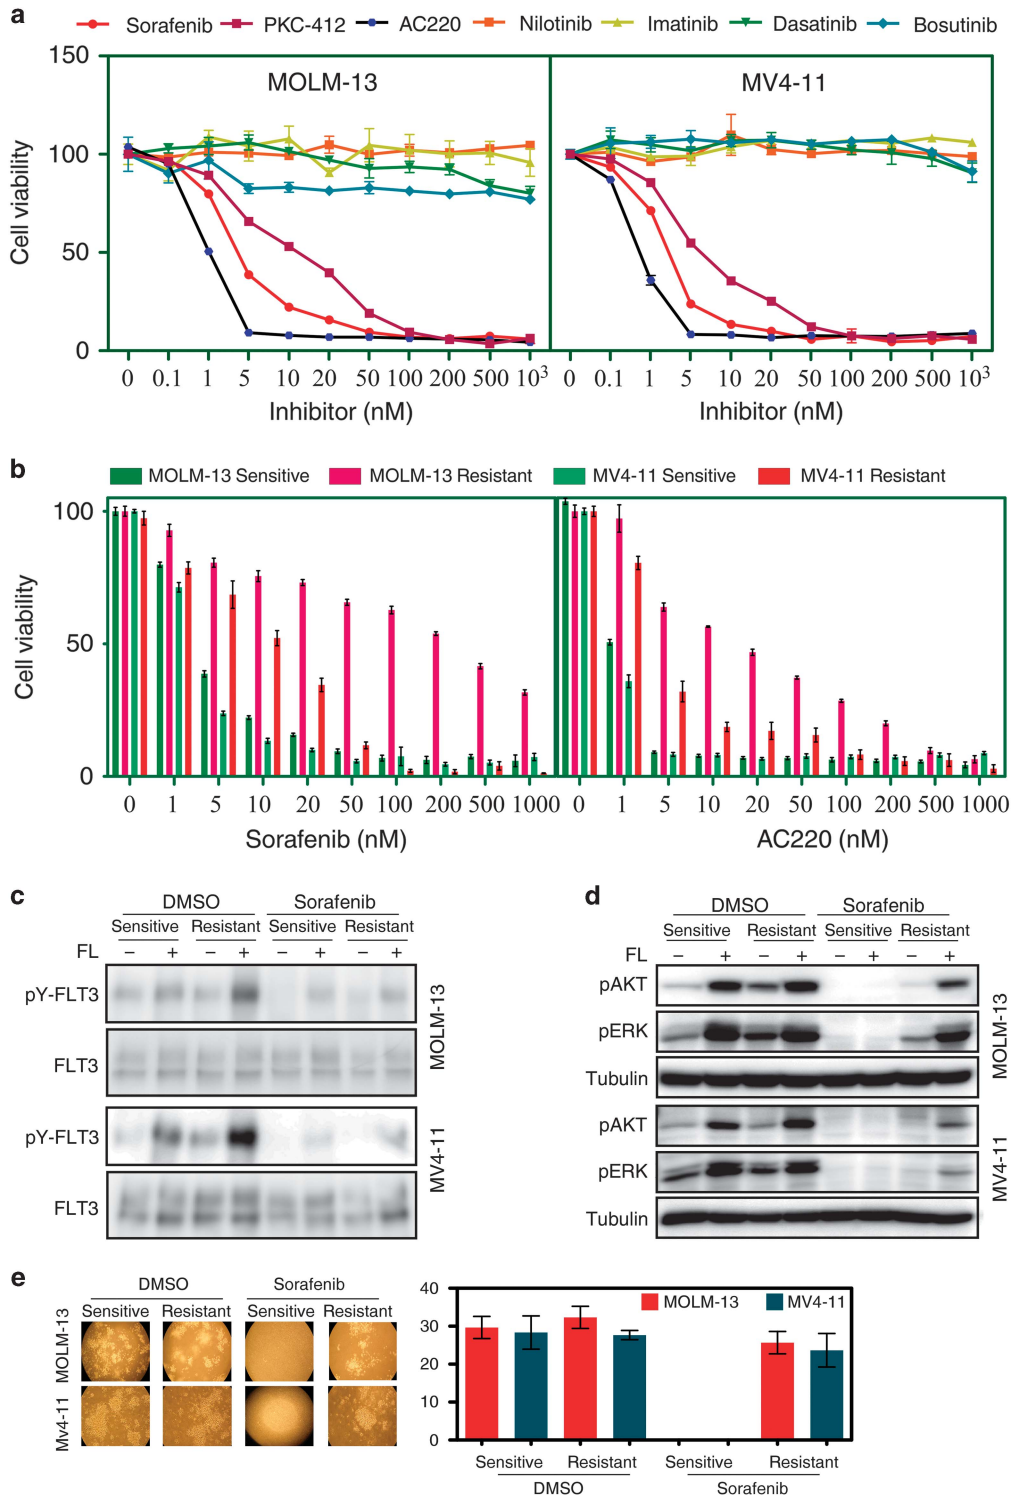 a
Sorafenib PKC-412 AC220 Nilotinib Imatinib Dasatinib Bosutinib
MOLM-13 MV4-11
Cell viability
150
100
50
0
0 0.1 1 5 10 20 50 100 200 500 10³ 0 0.1 1 5 10 20 50 100 200 500 10³
Inhibitor (nM) Inhibitor (nM)
b
MOLM-13 Sensitive MOLM-13 Resistant MV4-11 Sensitive MV4-11 Resistant
Cell viability
100
50
0
0 1 5 10 20 50 100 200 500 1000 0 1 5 10 20 50 100 200 500 1000
Sorafenib (nM) AC220 (nM)
c
DMSO Sorafenib
Sensitive Resistant Sensitive Resistant
FL – + – + – + – +
pY-FLT3
FLT3
MOLM-13
pY-FLT3
FLT3
MV4-11
d
DMSO Sorafenib
Sensitive Resistant Sensitive Resistant
FL – + – + – + – +
pAKT
pERK
Tubulin
MOLM-13
pAKT
pERK
Tubulin
MV4-11
e
DMSO Sorafenib
Sensitive Resistant Sensitive Resistant
MOLM-13
Mv4-11
40
30
20
10
0
MOLM-13 MV4-11
Sensitive Resistant Sensitive Resistant
DMSO Sorafenib